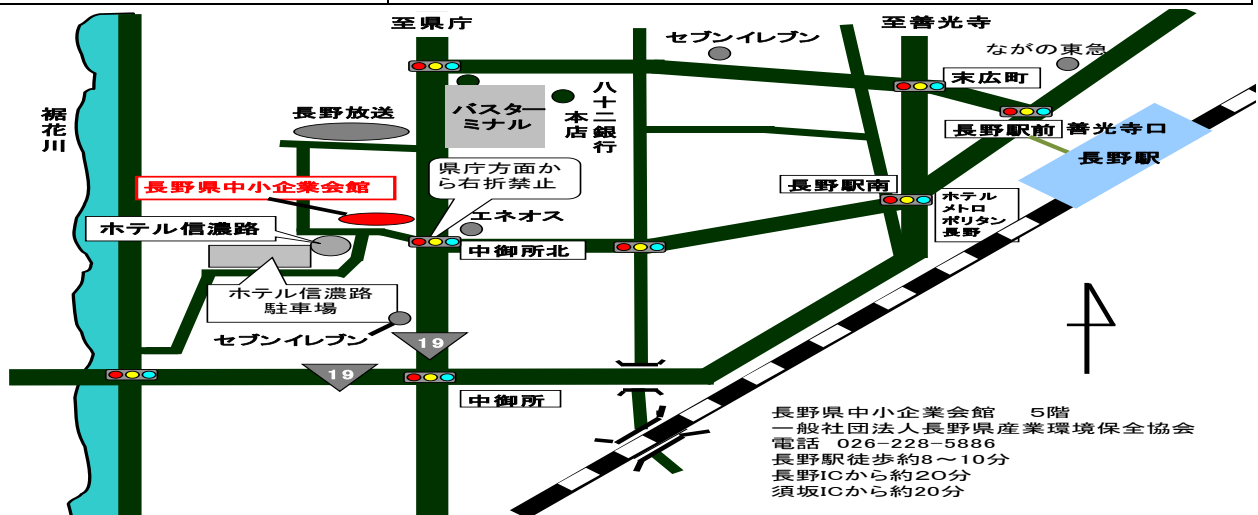 至県庁
至善光寺
セブンイレブン
ながの東急
末広町
裾花川
長野放送
バスター
ミナル
八十二銀行
本店
長野駅前
善光寺口
長野駅
県庁方面か
ら右折禁止
長野県中小企業会館
長野駅南
ホテル
メトロ
ポリタン
長野
エネオス
ホテル信濃路
中御所北
ホテル信濃路
駐車場
セブンイレブン
19
19
中御所
長野県中小企業会館　5階
一般社団法人長野県産業環境保全協会
電話 026-228-5886
長野駅徒歩約8～10分
長野ICから約20分
須坂ICから約20分